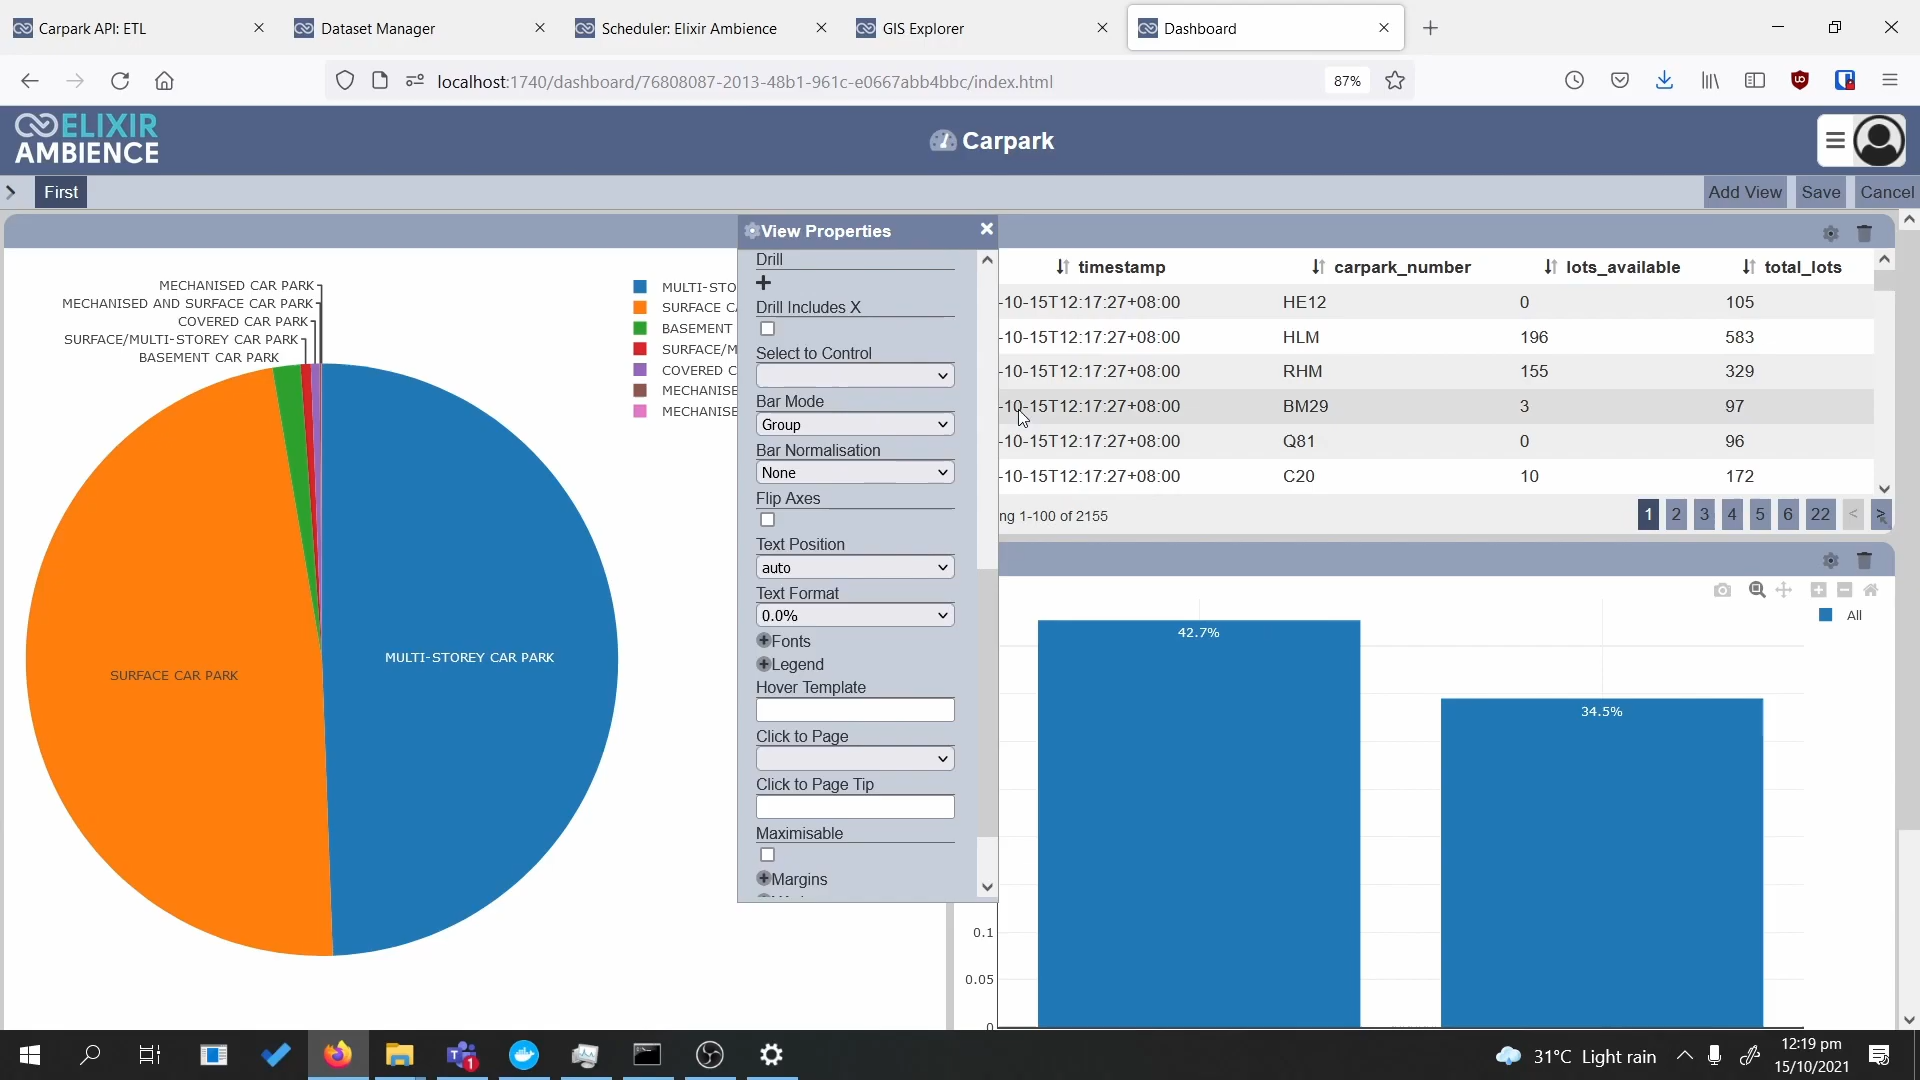 Carpark API: ETL
Dataset Manager
Scheduler: Elixir Ambience
GIS Explorer
Dashboard
localhost:1740/dashboard/76808087-2013-48b1-961c-e0667abb4bbc/index.html
87%
ELIXIR
AMBIENCE
Carpark
First
Add View
Save
Cancel
MECHANISED CAR PARK
MECHANISED AND SURFACE CAR PARK
COVERED CAR PARK
SURFACE/MULTI-STOREY CAR PARK
BASEMENT CAR PARK
SURFACE CAR PARK
MULTI-STOREY CAR PARK
MULTI-STO
SURFACE CA
BASEMENT
SURFACE/M
COVERED C
MECHANISE
MECHANISE
View Properties
Drill
Drill Includes X
Select to Control
Bar Mode
Group
Bar Normalisation
None
Flip Axes
Text Position
auto
Text Format
0.0%
Fonts
Legend
Hover Template
Click to Page
Click to Page Tip
Maximisable
Margins
timestamp carpark_number lots_available total_lots
-10-15T12:17:27+08:00 HE12 0 105
-10-15T12:17:27+08:00 HLM 196 583
-10-15T12:17:27+08:00 RHM 155 329
-10-15T12:17:27+08:00 BM29 3 97
-10-15T12:17:27+08:00 Q81 0 96
-10-15T12:17:27+08:00 C20 10 172
ng 1-100 of 2155
1 2 3 4 5 6 22 < >
All
42.7%
34.5%
0.1
0.05
0
1
31°C Light rain
12:19 pm
15/10/2021